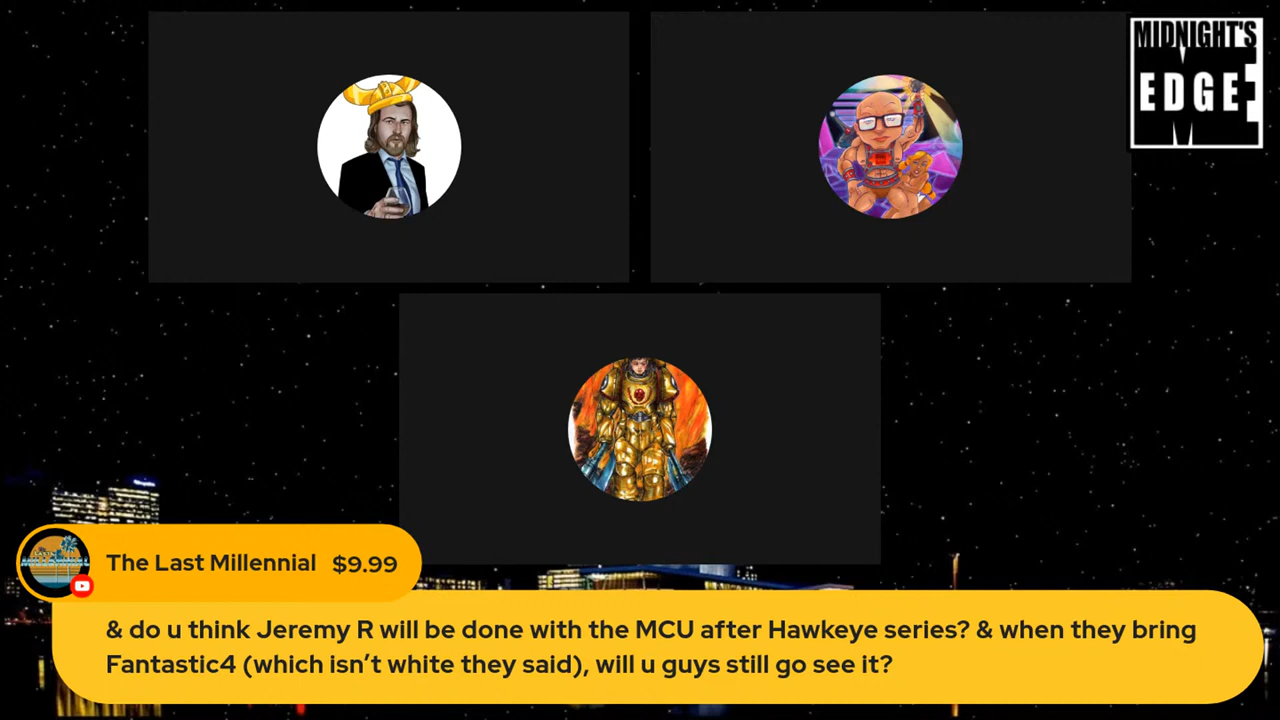 MIDNIGHT'S
EDGE
The Last Millennial $9.99
& do u think Jeremy R will be done with the MCU after Hawkeye series? & when they bring
Fantastic4 (which isn't white they said), will u guys still go see it?